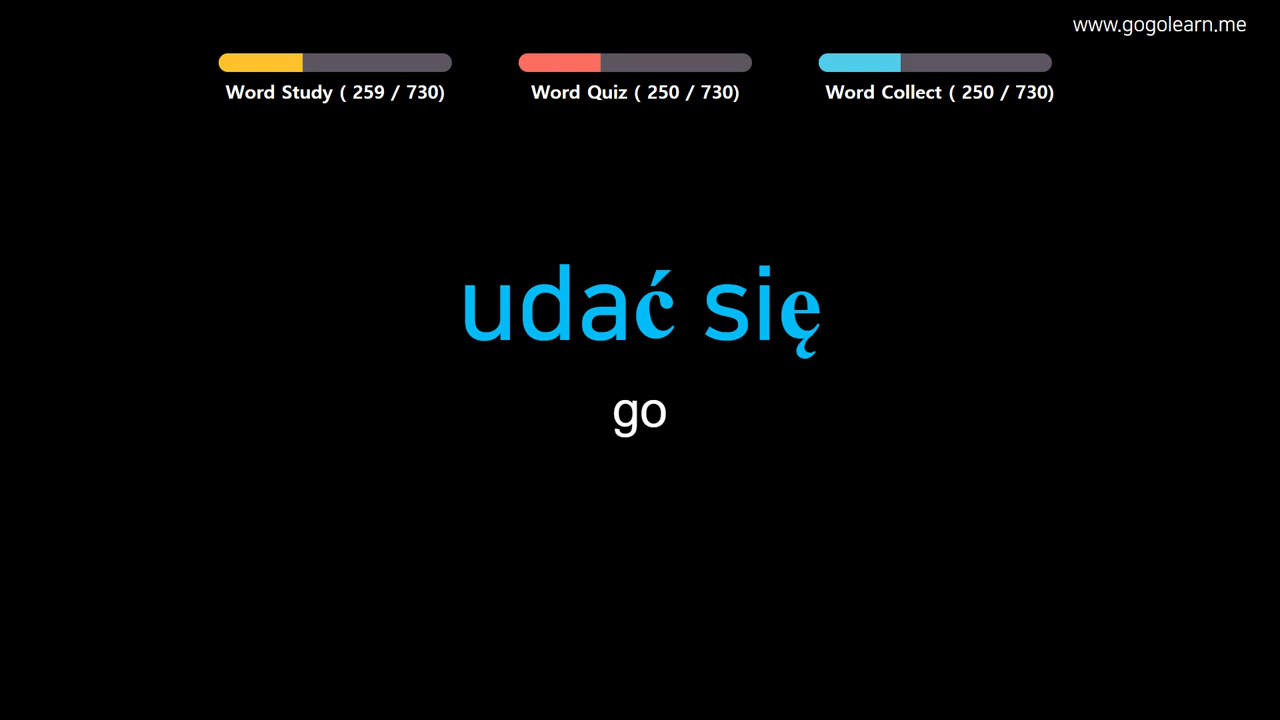 www.gogolearn.me
Word Study ( 259 / 730)
Word Quiz ( 250 / 730)
Word Collect ( 250 / 730)
udać się
go